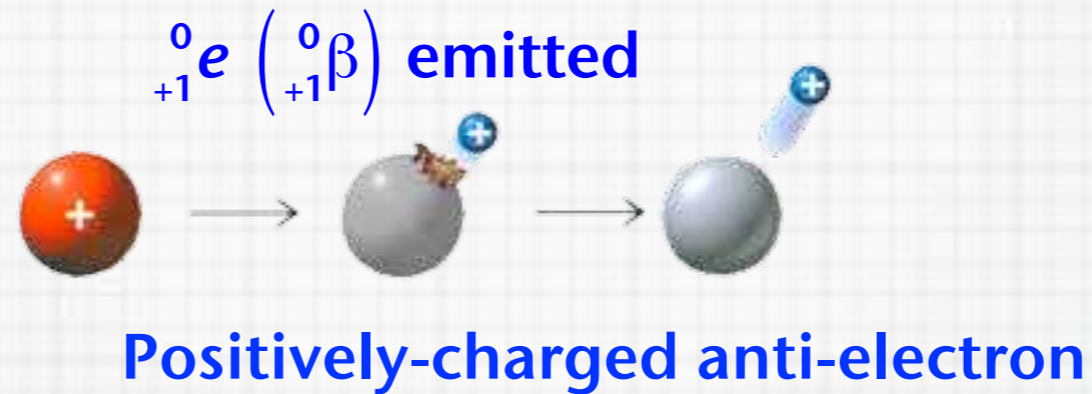 ⁰₊₁e (⁰₊₁β) emitted
+ + +
Positively-charged anti-electron